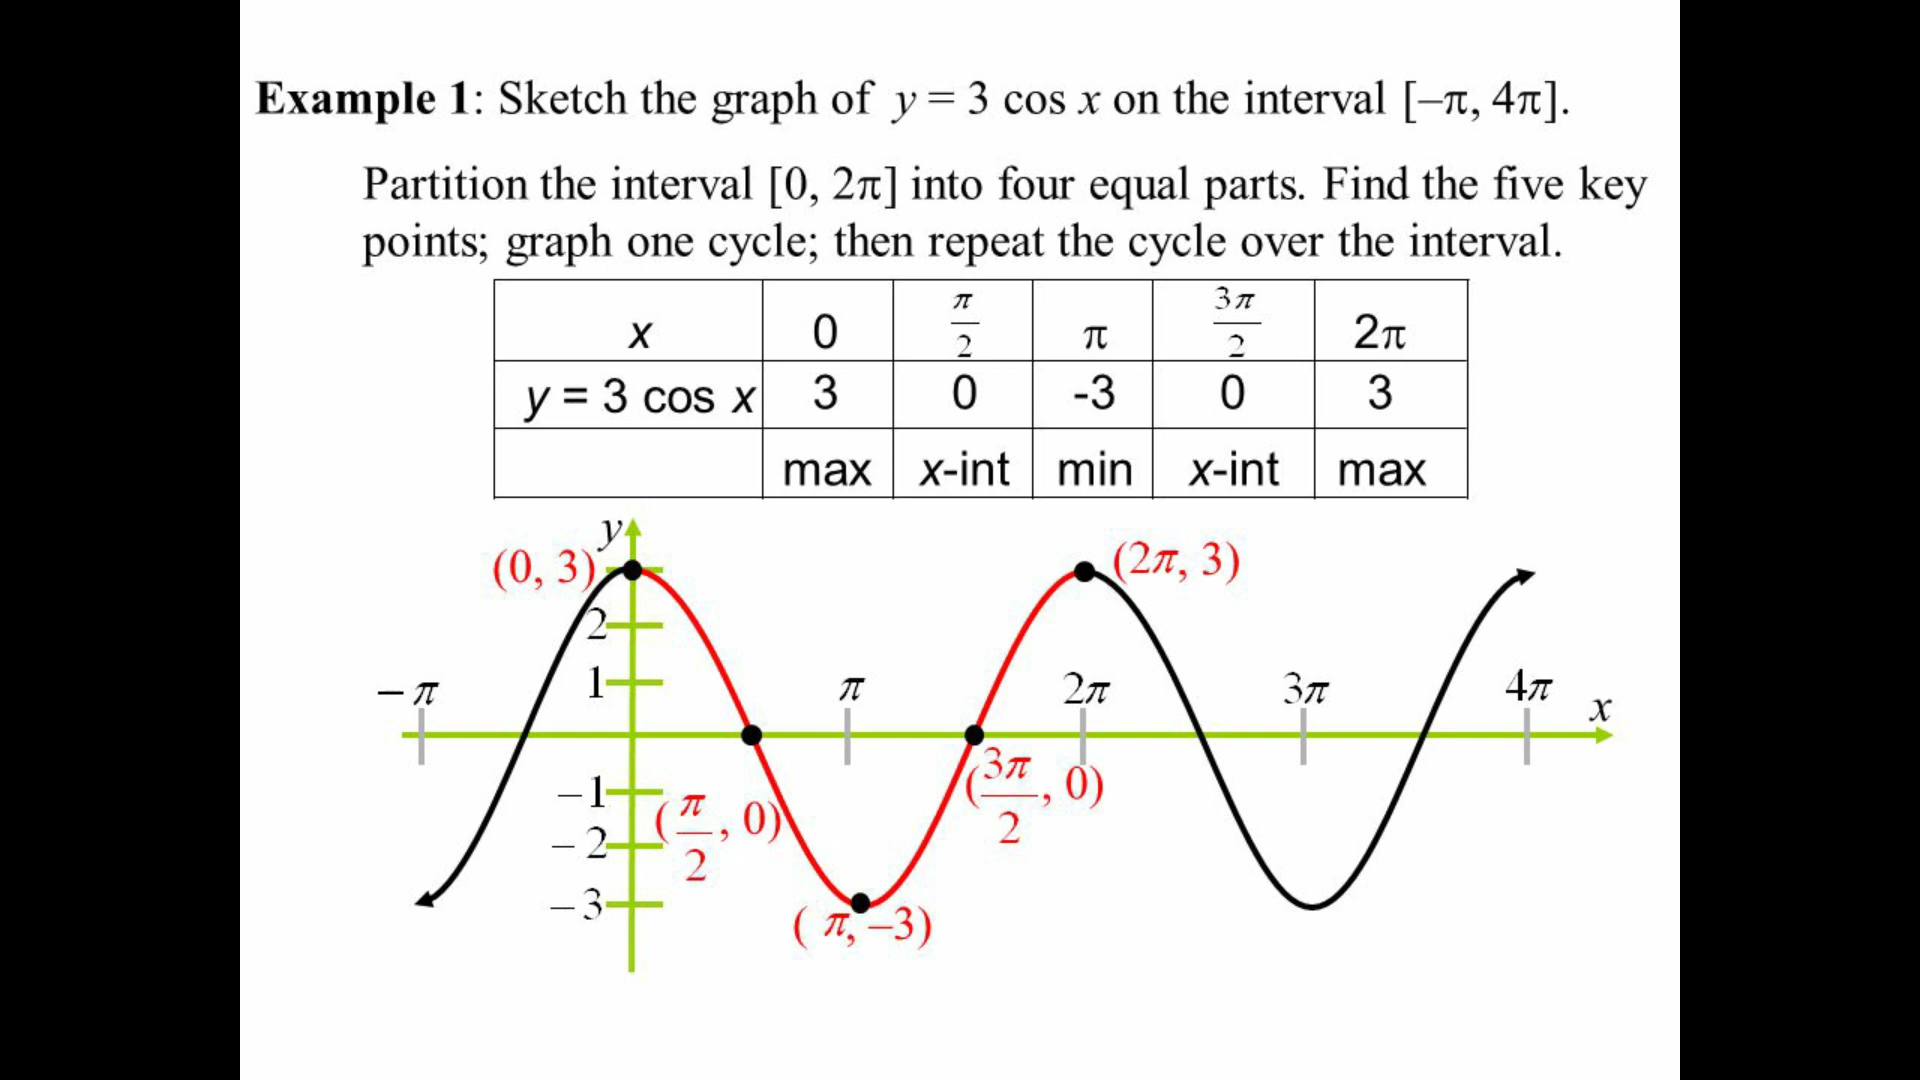 Example 1: Sketch the graph of y = 3 cos x on the interval [–π, 4π].
Partition the interval [0, 2π] into four equal parts. Find the five key
points; graph one cycle; then repeat the cycle over the interval.
x 0 π/2 π 3π/2 2π
y = 3 cos x 3 0 -3 0 3
max x-int min x-int max
y
(0, 3) (2π, 3)
2
1
– π π 2π 3π 4π x
–1
(π/2, 0) (3π/2, 0)
–2
–3
( π, –3)